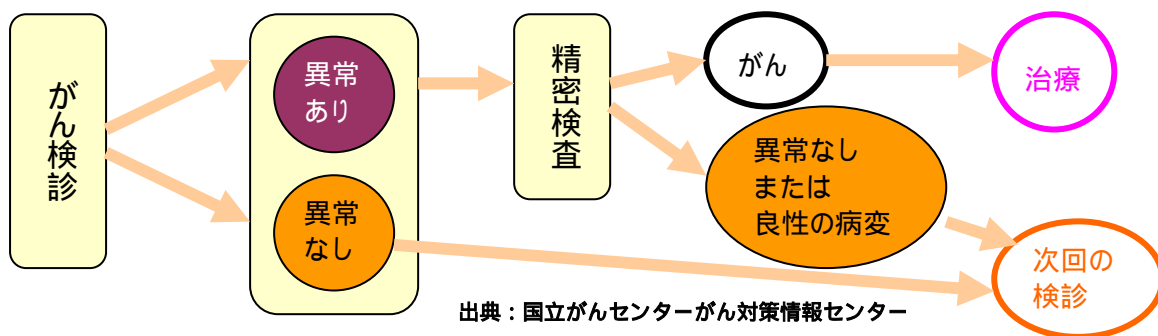 がん検診
異常
あり
異常
なし
精密検査
がん
異常なし
または
良性の病変
治療
次回の
検診
出典：国立がんセンターがん対策情報センター